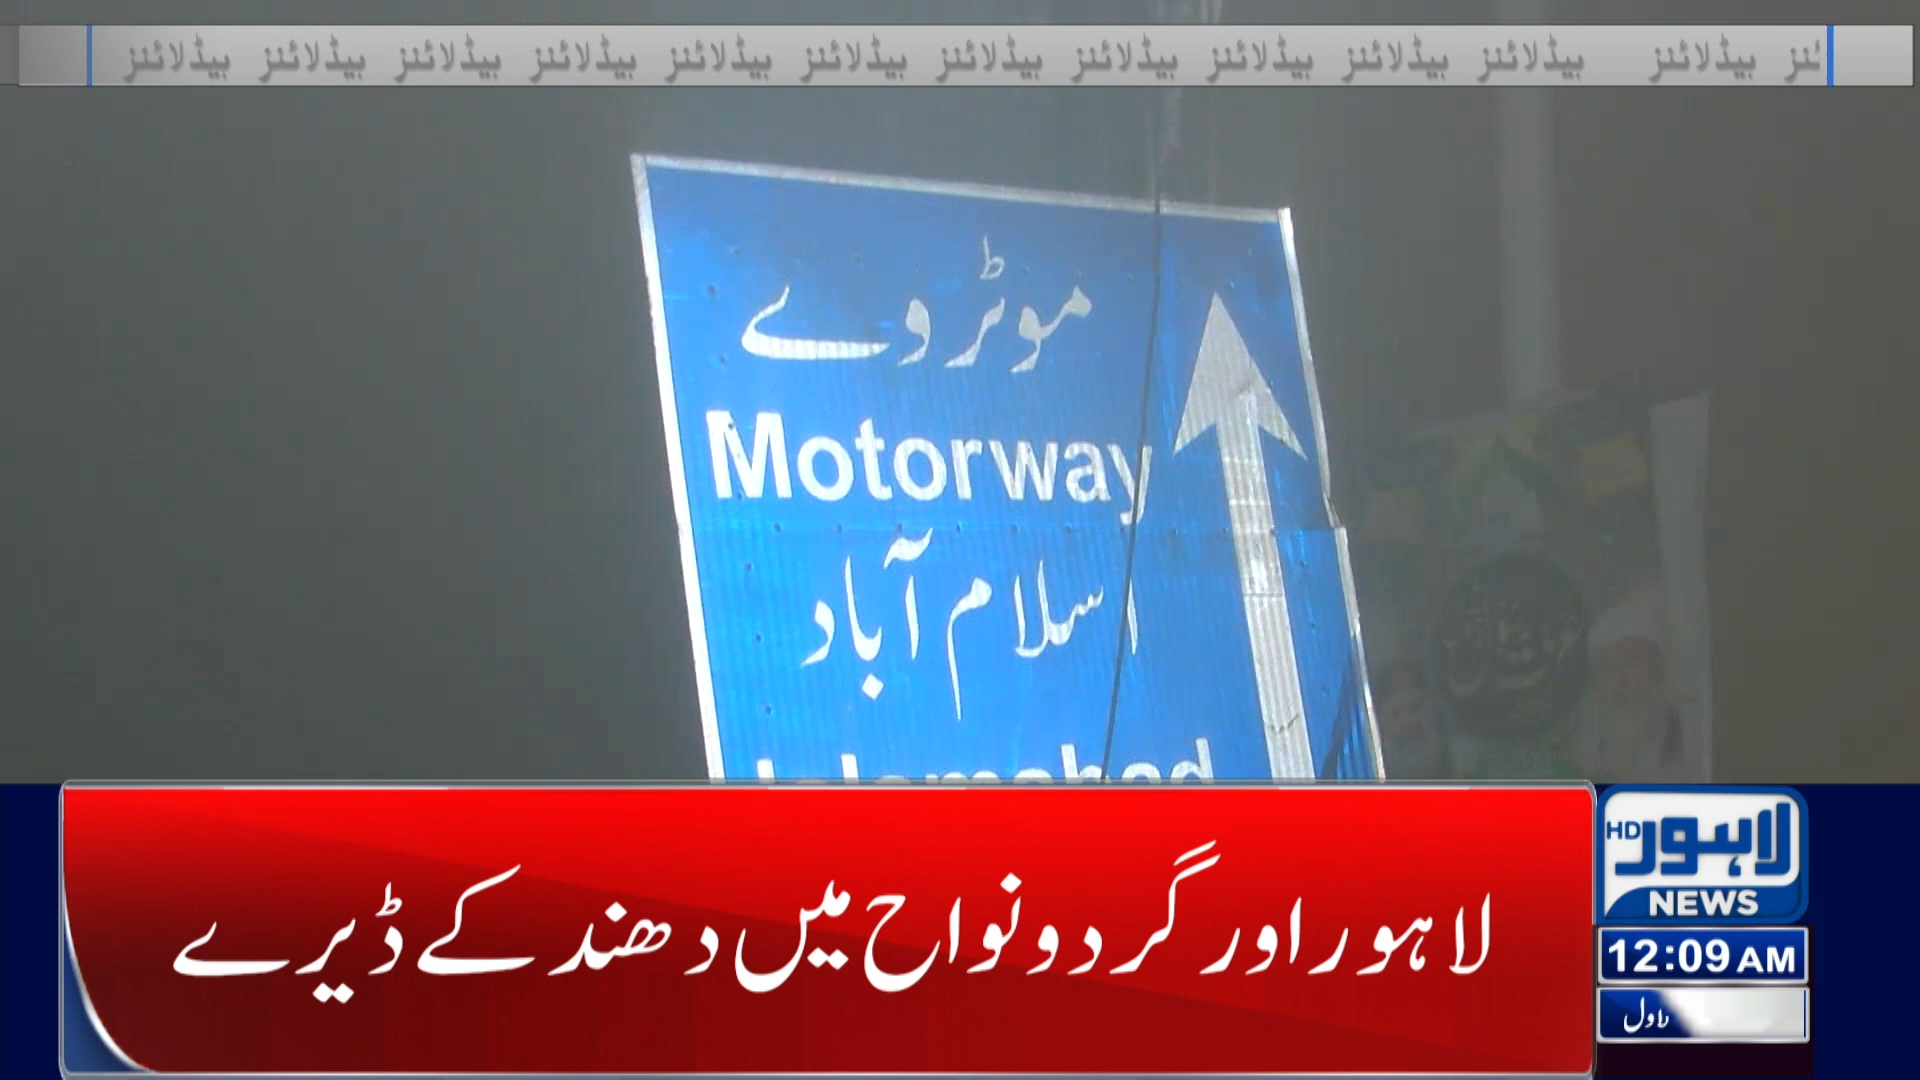 ہیڈلائنز ہیڈلائنز ہیڈلائنز ہیڈلائنز ہیڈلائنز ہیڈلائنز ہیڈلائنز ہیڈلائنز ہیڈلائنز ہیڈلائنز ہیڈلائنز ہیڈلائنز
موٹروے
Motorway
اسلام آباد
Islamabad
لاہور اور گردونواح میں دھند کے ڈیرے
لاہور HD
NEWS
12:09 AM